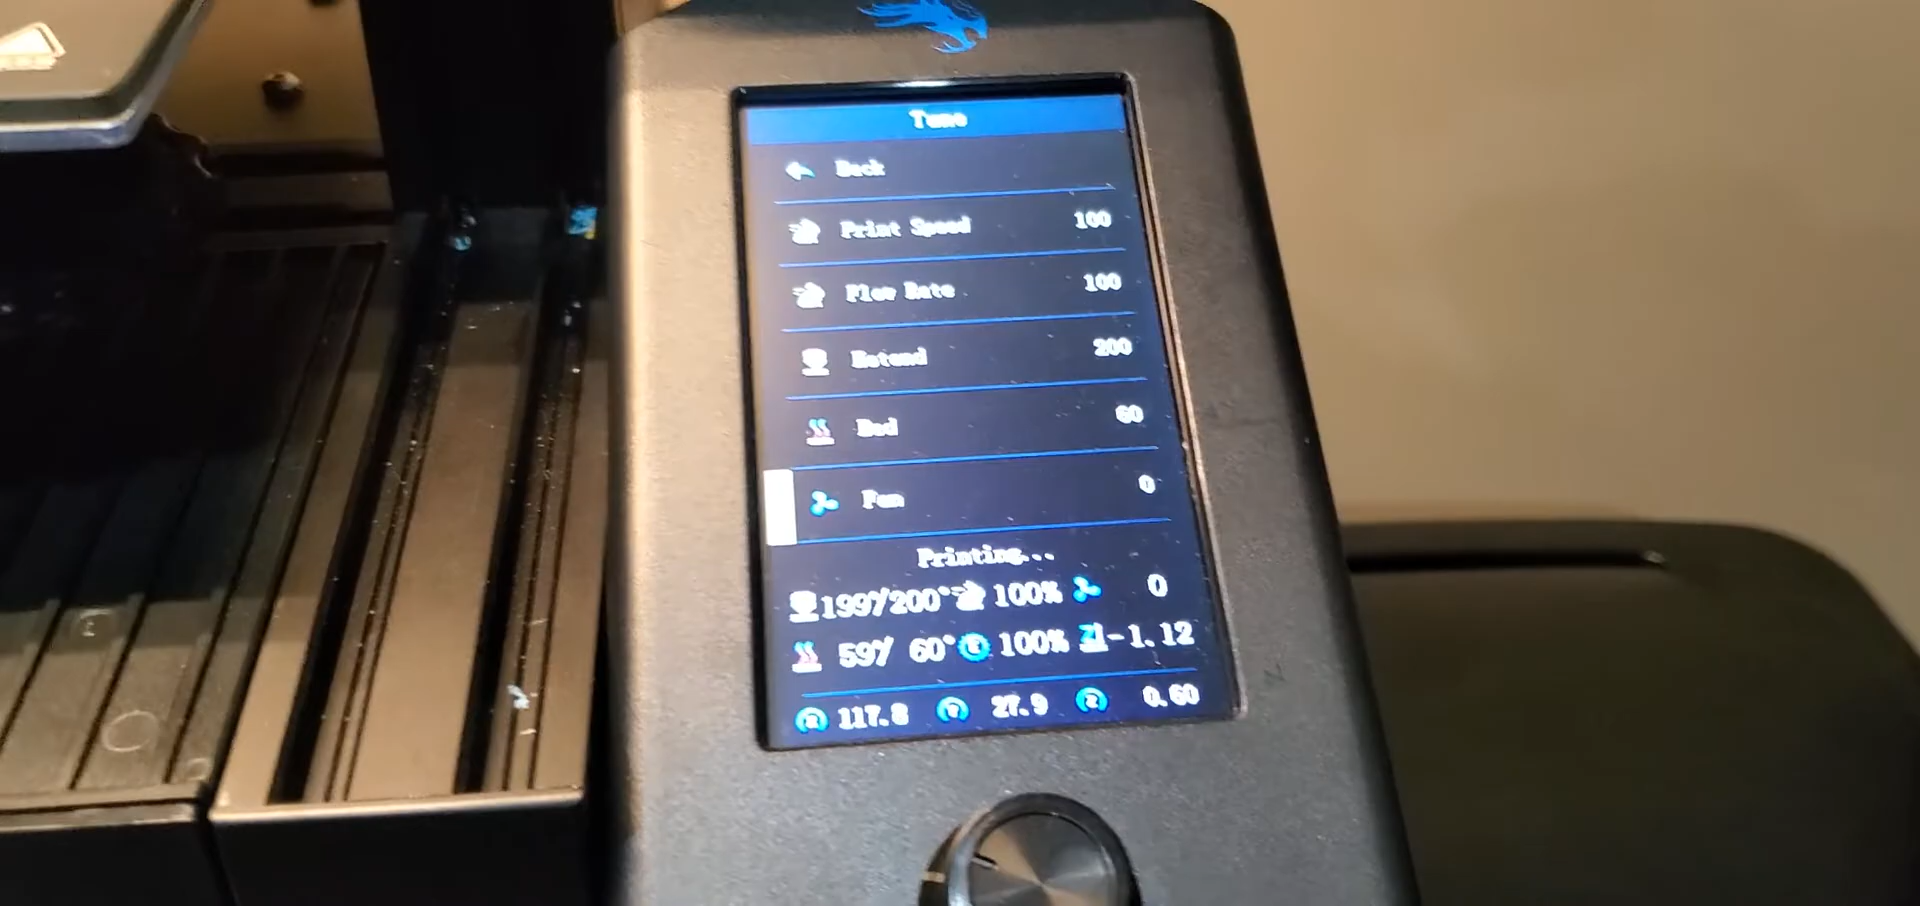 Tune
Back
Print Speed 100
Flow Rate 100
Hotend 200
Bed 60
Fan 0
Printing...
199/200° 100% 0
59/ 60° E 100% Z -1.12
X 117.8 Y 27.9 Z 0.60